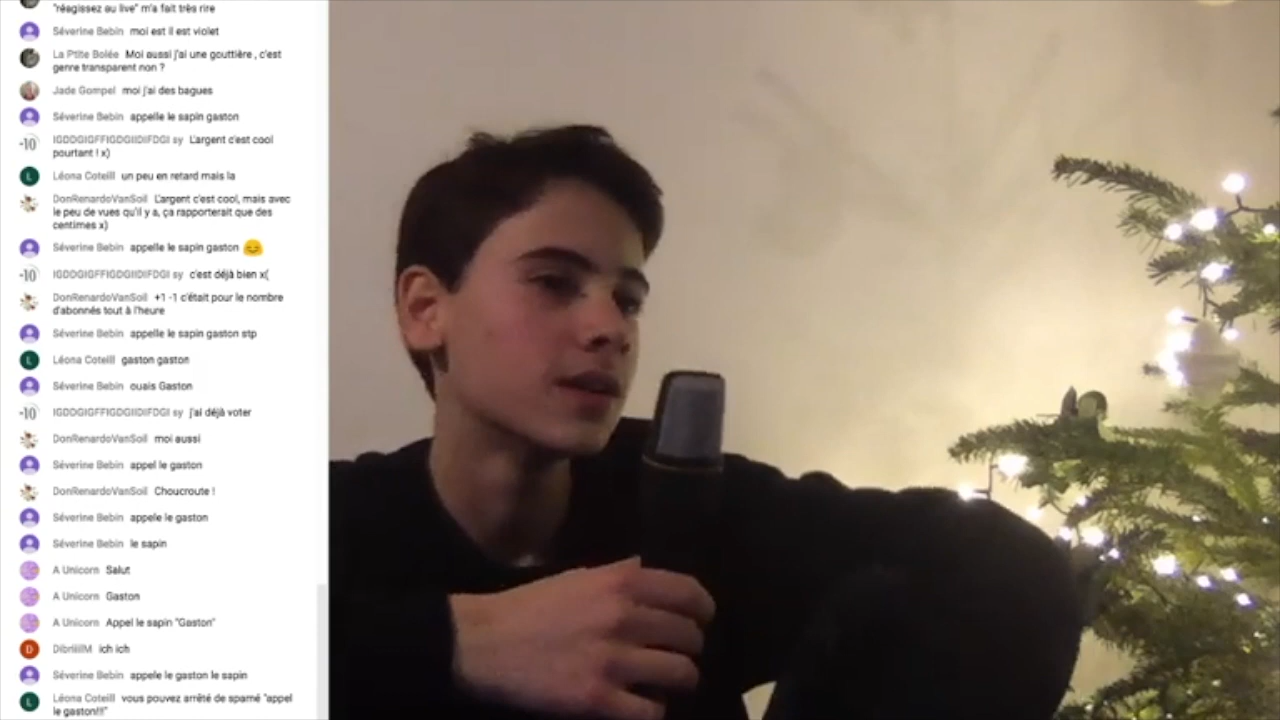 "réagissez au live" m'a fait très rire
Séverine Bebin moi est il est violet
La Ptite Bolée Moi aussi j'ai une gouttière , c'est
genre transparent non ?
Jade Gompel moi j'ai des bagues
Séverine Bebin appelle le sapin gaston
-10 IGDDGIGFFIGDGIIDIFDGI sy L'argent c'est cool
pourtant ! x)
L Léona Coteill un peu en retard mais la
DonRenardoVanSoil L'argent c'est cool, mais avec
le peu de vues qu'il y a, ça rapporterait que des
centimes x)
Séverine Bebin appelle le sapin gaston 😊
-10 IGDDGIGFFIGDGIIDIFDGI sy c'est déjà bien x(
DonRenardoVanSoil +1 -1 c'était pour le nombre
d'abonnés tout à l'heure
Séverine Bebin appelle le sapin gaston stp
L Léona Coteill gaston gaston
Séverine Bebin ouais Gaston
-10 IGDDGIGFFIGDGIIDIFDGI sy j'ai déjà voter
DonRenardoVanSoil moi aussi
Séverine Bebin appel le gaston
DonRenardoVanSoil Choucroute !
Séverine Bebin appele le gaston
Séverine Bebin le sapin
A Unicorn Salut
A Unicorn Gaston
A Unicorn Appel le sapin "Gaston"
D DibriiilM ich ich
Séverine Bebin appele le gaston le sapin
L Léona Coteill vous pouvez arrêté de spamé "appel
le gaston!!!"